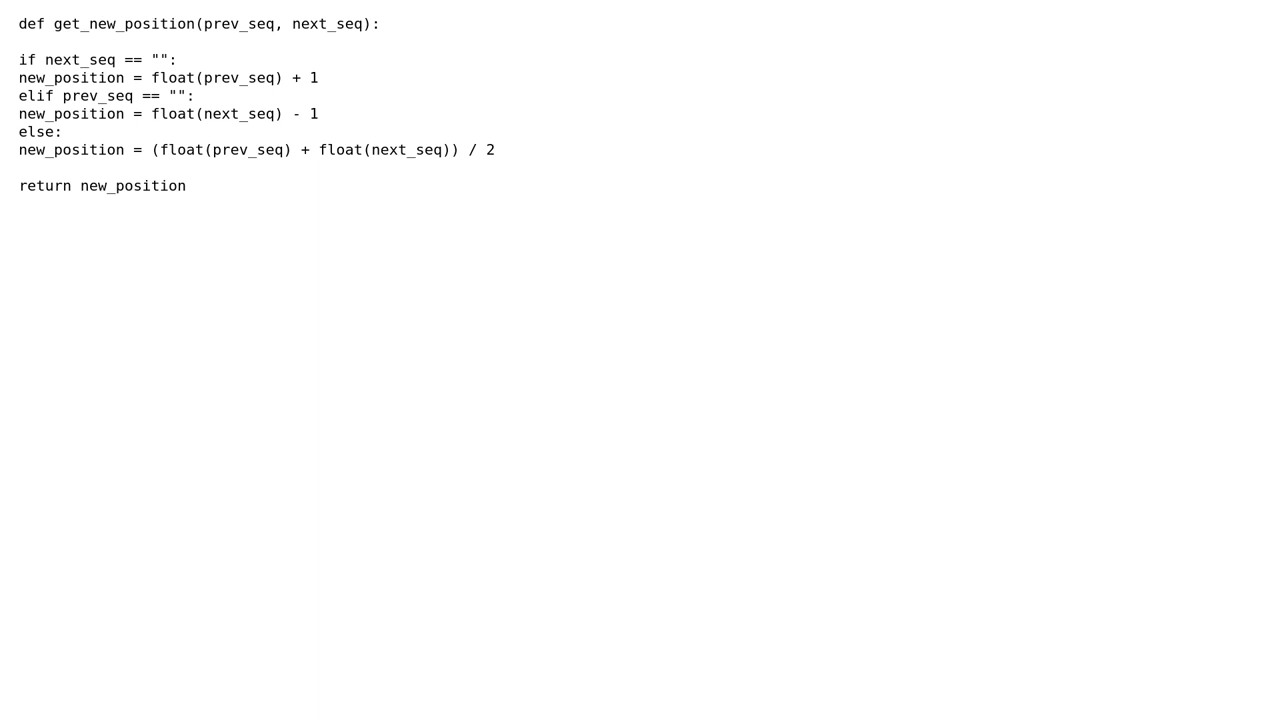 def get_new_position(prev_seq, next_seq):
if next_seq == "":
new_position = float(prev_seq) + 1
elif prev_seq == "":
new_position = float(next_seq) - 1
else:
new_position = (float(prev_seq) + float(next_seq)) / 2
return new_position